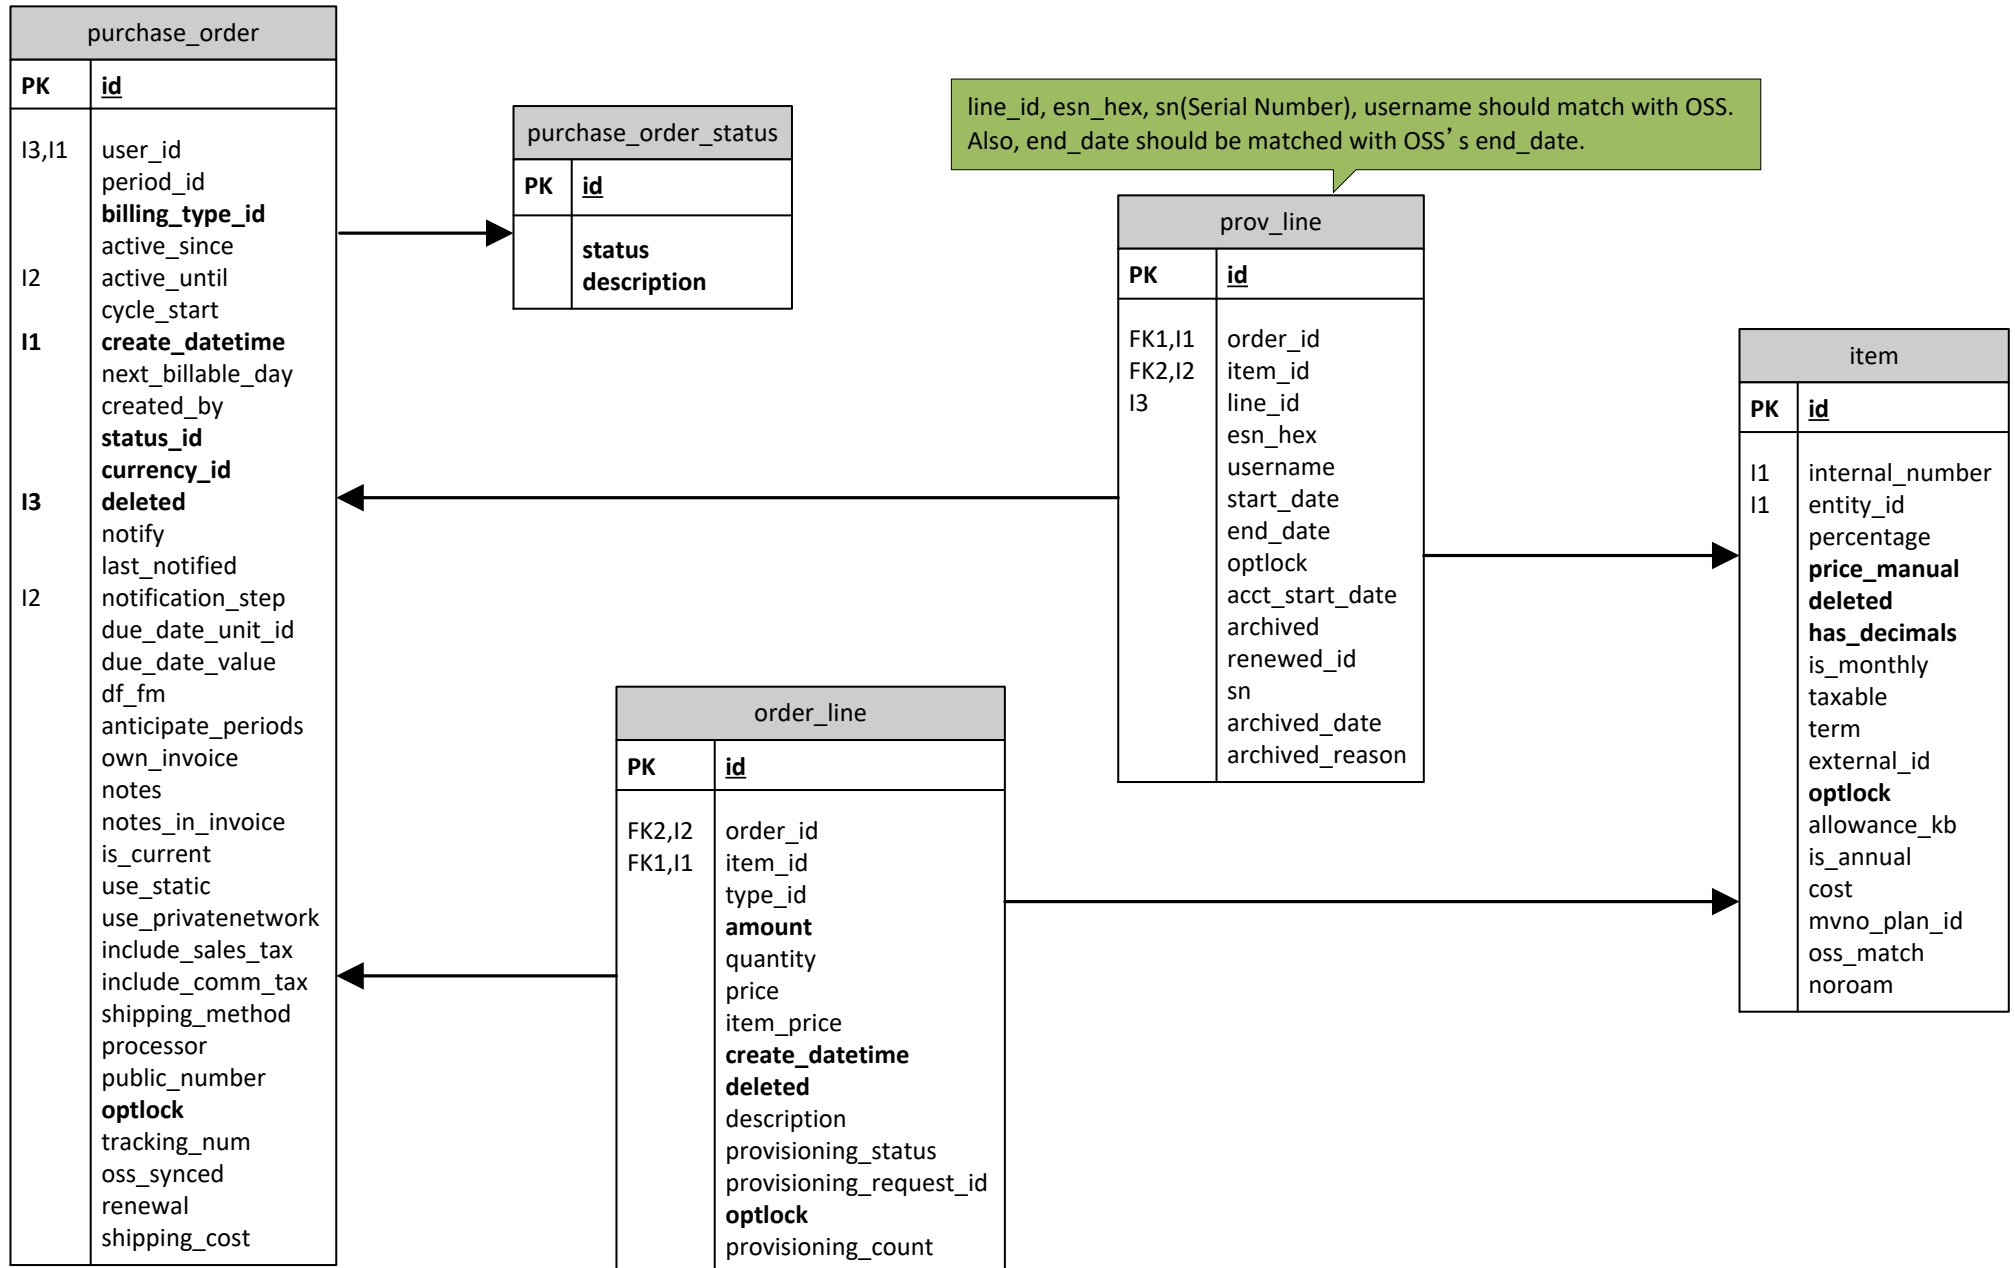 purchase_order
PK id
I3,I1 user_id
period_id
billing_type_id
active_since
I2 active_until
cycle_start
I1 create_datetime
next_billable_day
created_by
status_id
currency_id
I3 deleted
notify
last_notified
I2 notification_step
due_date_unit_id
due_date_value
df_fm
anticipate_periods
own_invoice
notes
notes_in_invoice
is_current
use_static
use_privatenetwork
include_sales_tax
include_comm_tax
shipping_method
processor
public_number
optlock
tracking_num
oss_synced
renewal
shipping_cost
purchase_order_status
PK id
status
description
line_id, esn_hex, sn(Serial Number), username should match with OSS.
Also, end_date should be matched with OSS’s end_date.
prov_line
PK id
FK1,I1 order_id
FK2,I2 item_id
I3 line_id
esn_hex
username
start_date
end_date
optlock
acct_start_date
archived
renewed_id
sn
archived_date
archived_reason
order_line
PK id
FK2,I2 order_id
FK1,I1 item_id
type_id
amount
quantity
price
item_price
create_datetime
deleted
description
provisioning_status
provisioning_request_id
optlock
provisioning_count
item
PK id
I1 internal_number
I1 entity_id
percentage
price_manual
deleted
has_decimals
is_monthly
taxable
term
external_id
optlock
allowance_kb
is_annual
cost
mvno_plan_id
oss_match
noroam